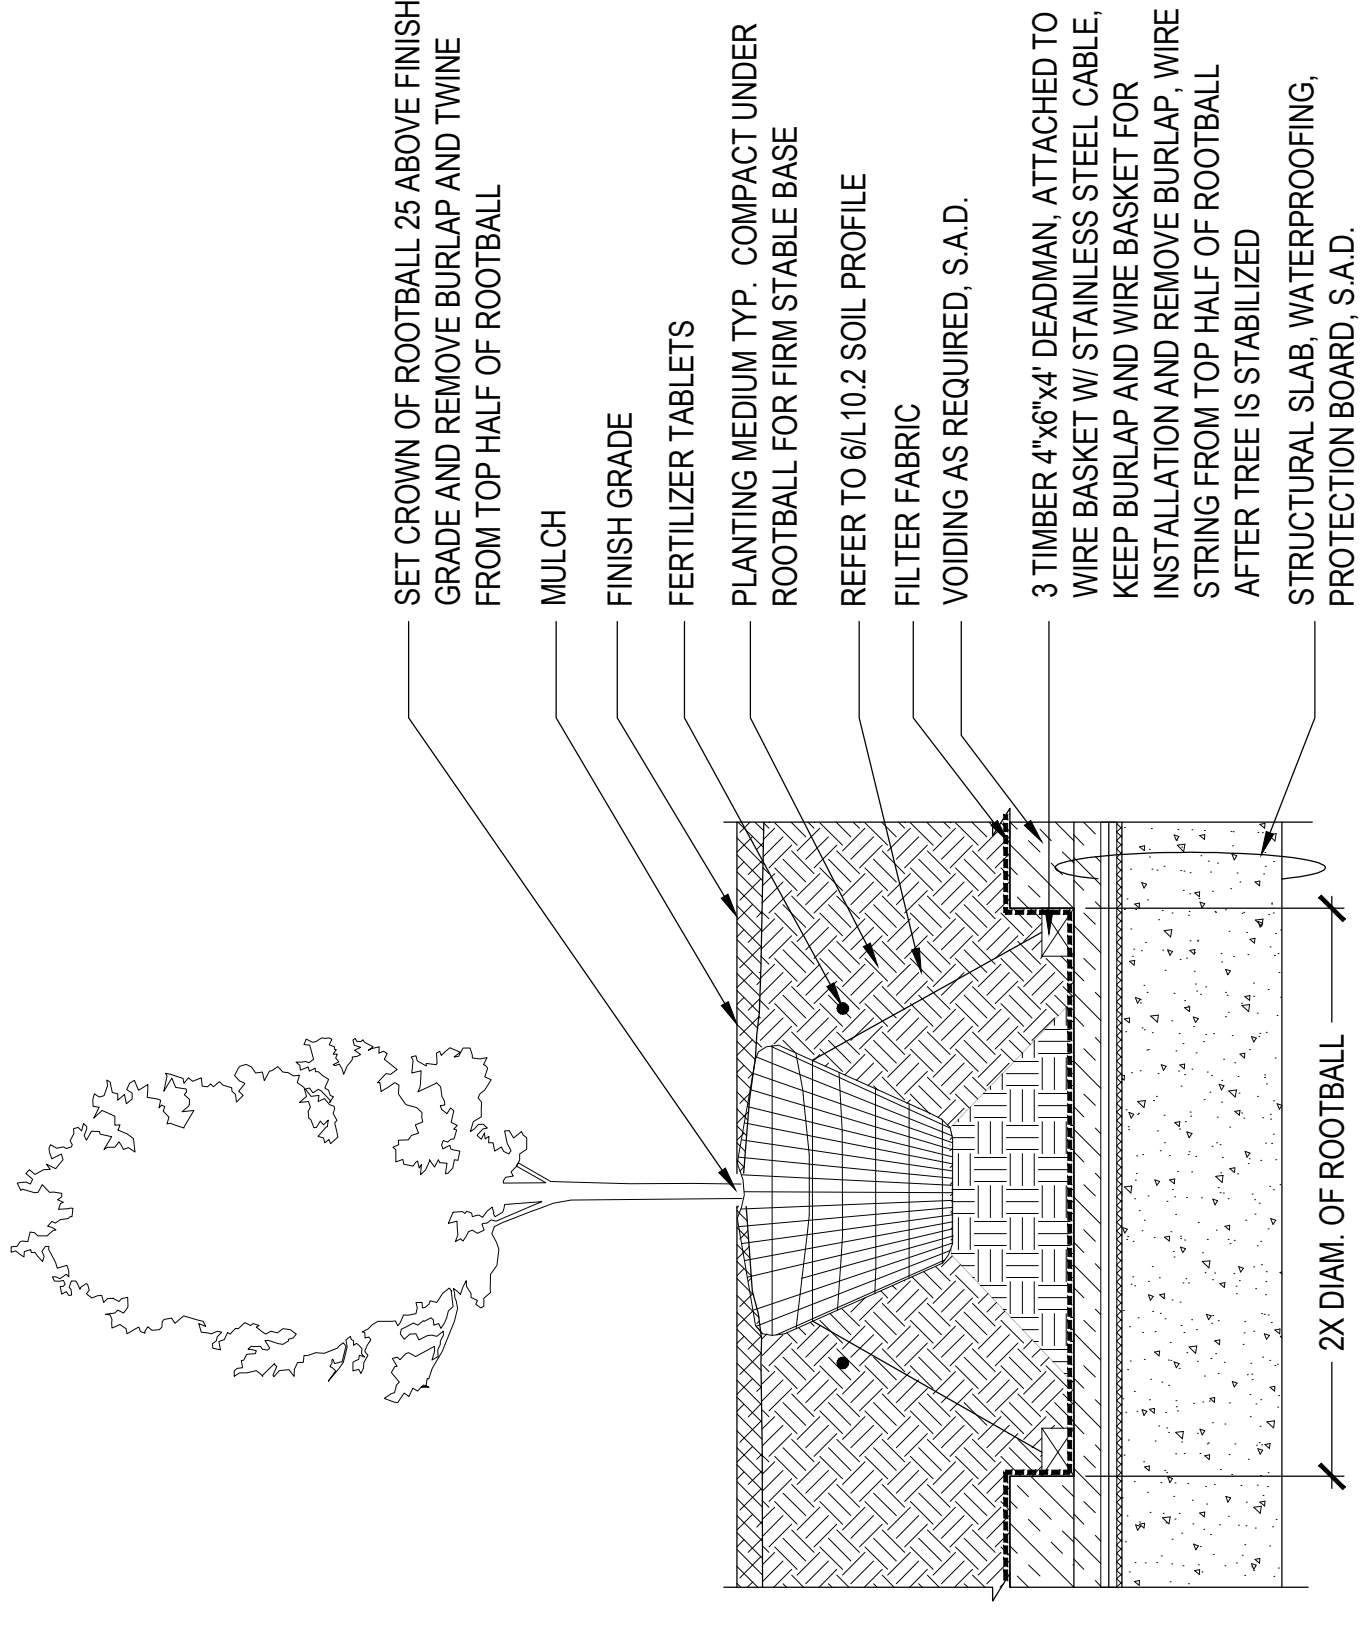 SET CROWN OF ROOTBALL 25 ABOVE FINISH
GRADE AND REMOVE BURLAP AND TWINE
FROM TOP HALF OF ROOTBALL
MULCH
FINISH GRADE
FERTILIZER TABLETS
PLANTING MEDIUM TYP. COMPACT UNDER
ROOTBALL FOR FIRM STABLE BASE
REFER TO 6/L10.2 SOIL PROFILE
FILTER FABRIC
VOIDING AS REQUIRED, S.A.D.
3 TIMBER 4"x6"x4' DEADMAN, ATTACHED TO
WIRE BASKET W/ STAINLESS STEEL CABLE,
KEEP BURLAP AND WIRE BASKET FOR
INSTALLATION AND REMOVE BURLAP, WIRE
STRING FROM TOP HALF OF ROOTBALL
AFTER TREE IS STABILIZED
STRUCTURAL SLAB, WATERPROOFING,
PROTECTION BOARD, S.A.D.
2X DIAM. OF ROOTBALL